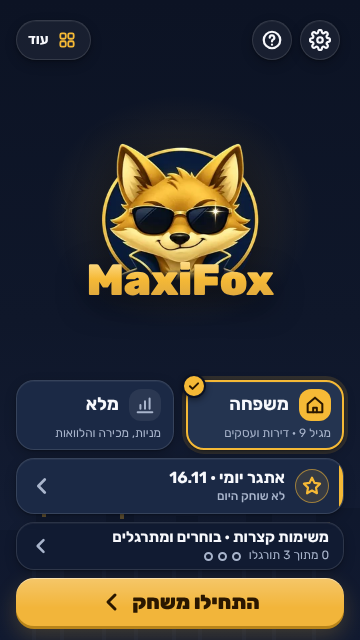 עוד
MaxiFox
משפחה
מגיל 9 • דירות ועסקים
מלא
מניות, מכירה והלוואות
אתגר יומי • 16.11
לא שוחק היום
משימות קצרות • בוחרים ומתרגלים
0 מתוך 3 תורגלו
התחילו משחק